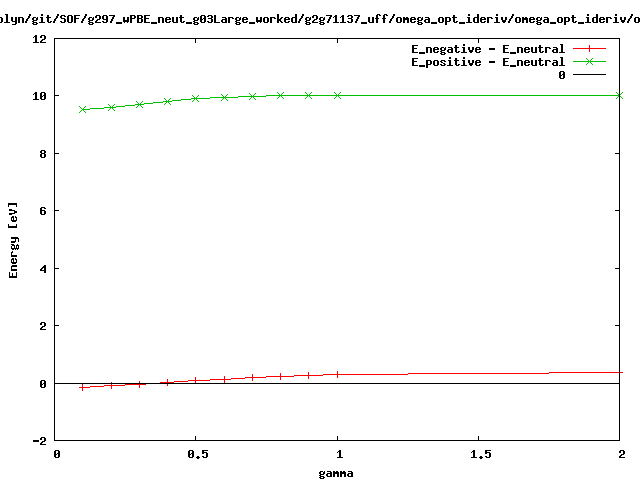 olyn/git/SOF/g297_wPBE_neut_g03Large_worked/g2g71137_uff/omega_opt_ideriv/omega_opt_ideriv/o
E_negative - E_neutral
E_positive - E_neutral
0
12
10
8
6
4
2
0
-2
Energy [eV]
0 0.5 1 1.5 2
gamma